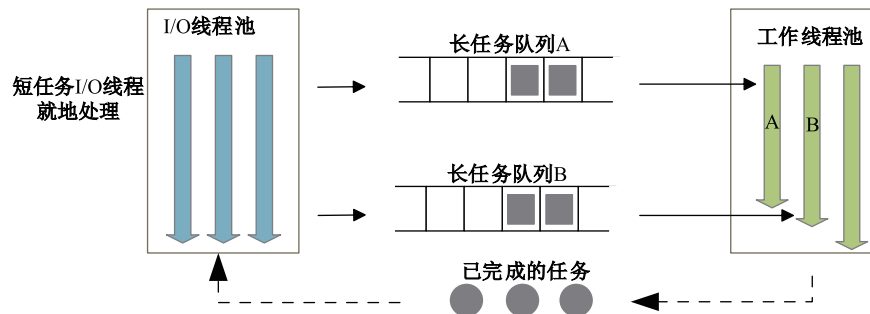 I/O线程池
长任务队列A
工作线程池
短任务I/O线程
就地处理
A
B
长任务队列B
已完成的任务